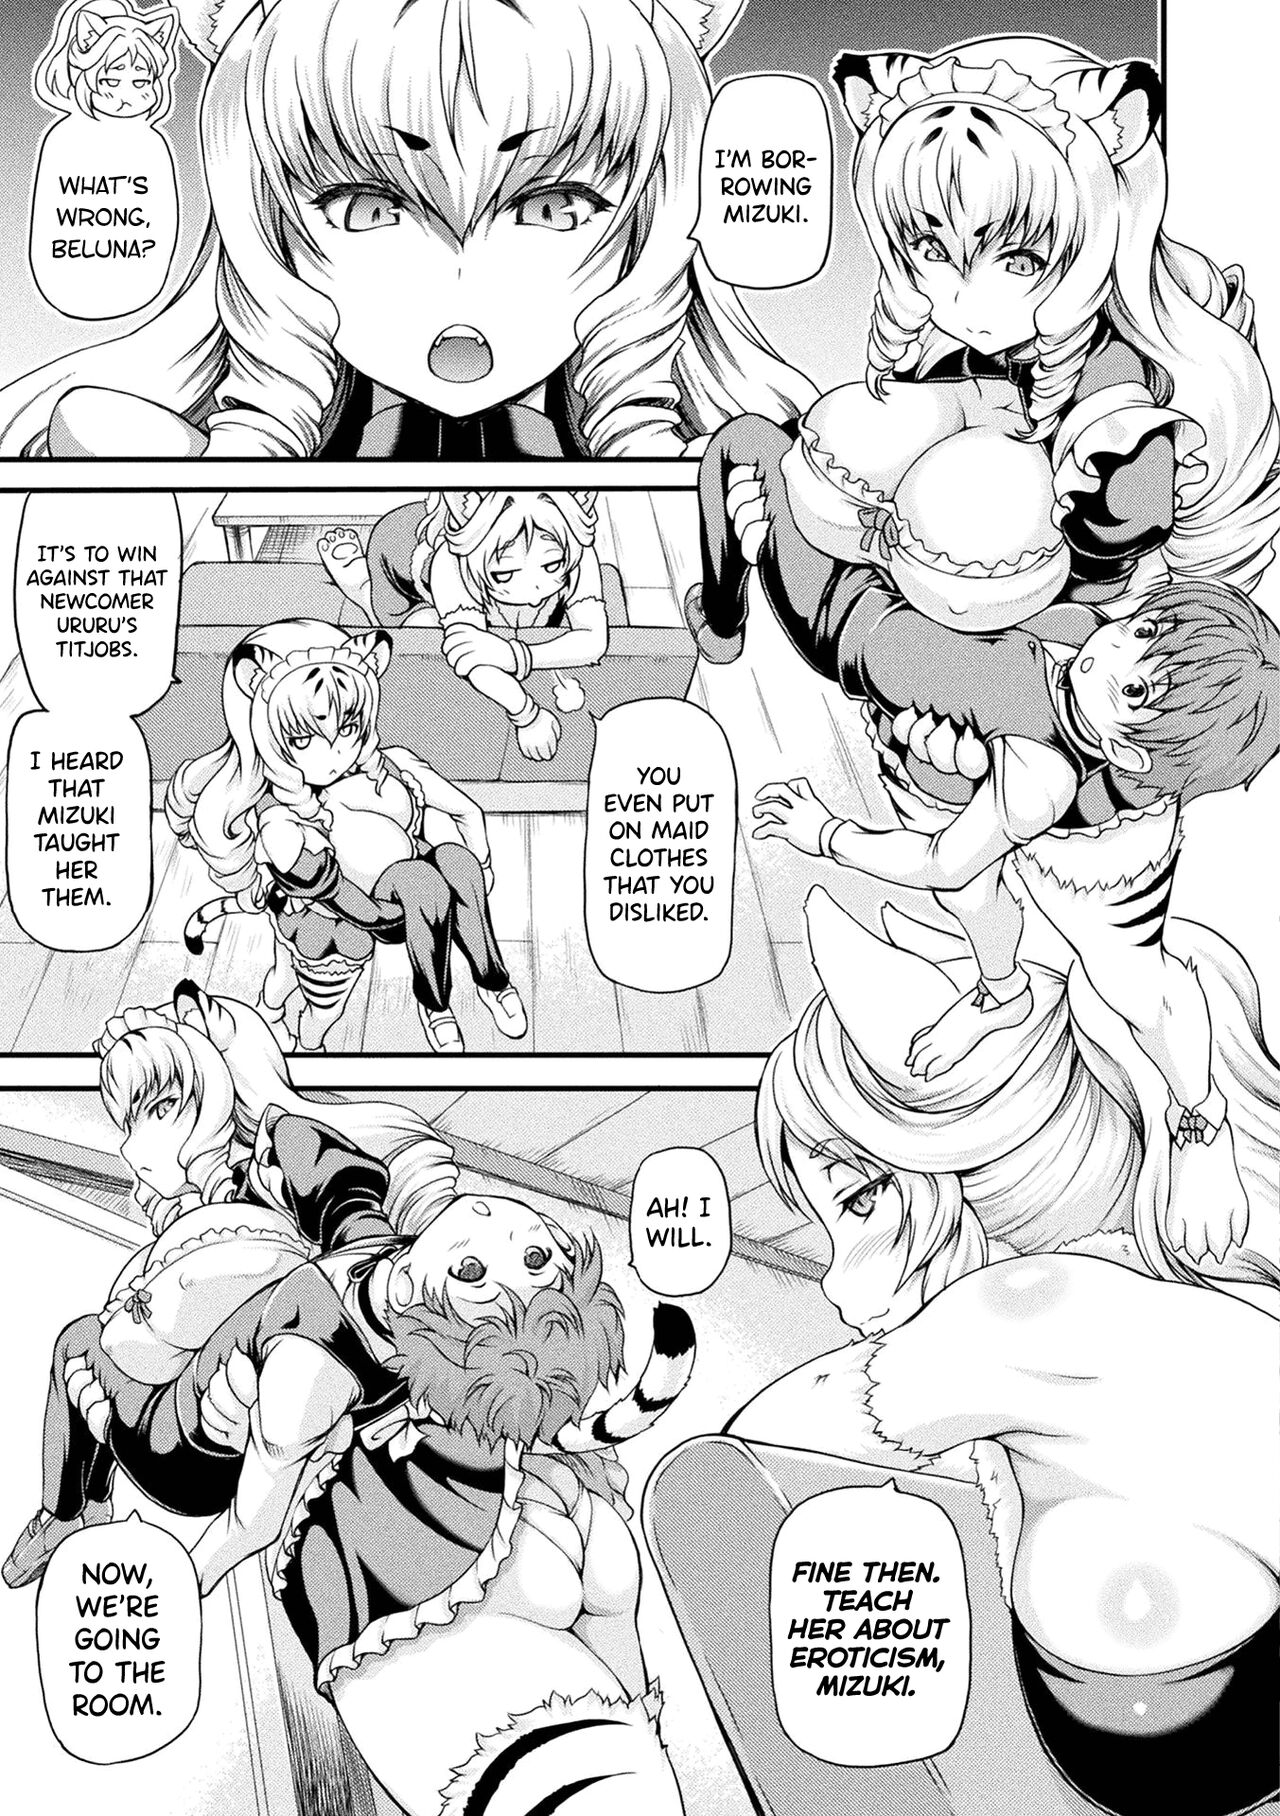 I'M BOR-
ROWING
MIZUKI.
WHAT'S
WRONG,
BELUNA?
YOU
EVEN PUT
ON MAID
CLOTHES
THAT YOU
DISLIKED.
IT'S TO WIN
AGAINST THAT
NEWCOMER
URURU'S
TITJOBS.
I HEARD
THAT
MIZUKI
TAUGHT
HER
THEM.
FINE THEN.
TEACH
HER ABOUT
EROTICISM,
MIZUKI.
AH! I
WILL.
NOW,
WE'RE
GOING
TO THE
ROOM.